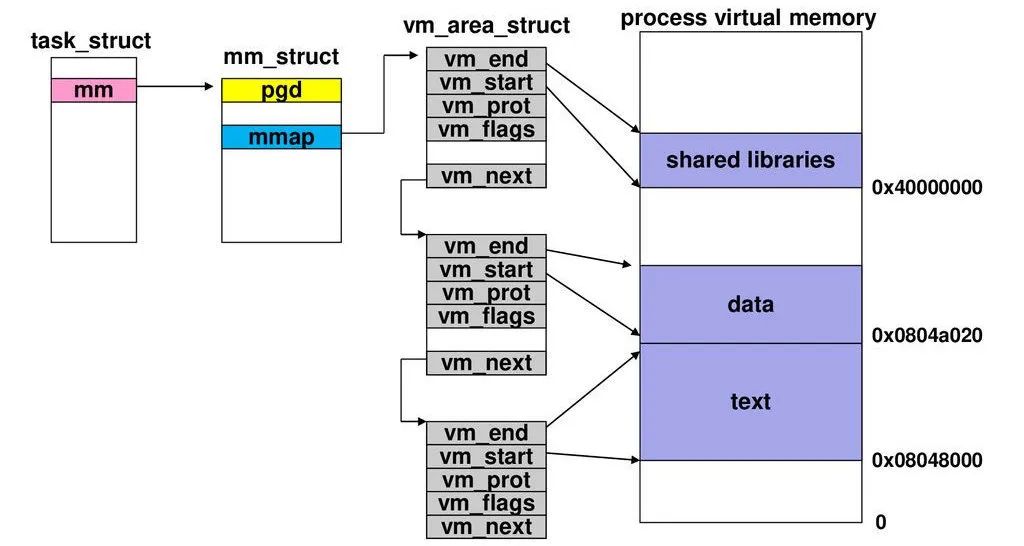 task_struct
mm
mm_struct
pgd
mmap
vm_area_struct
vm_end
vm_start
vm_prot
vm_flags
vm_next
vm_end
vm_start
vm_prot
vm_flags
vm_next
vm_end
vm_start
vm_prot
vm_flags
vm_next
process virtual memory
shared libraries
0x40000000
data
0x0804a020
text
0x08048000
0